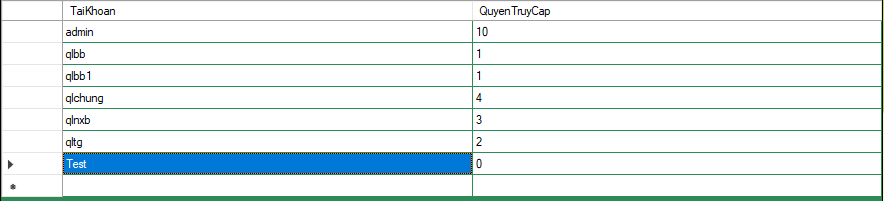 TaiKhoan QuyenTruyCap
admin 10
qlbb 1
qlbb1 1
qlchung 4
qlnxb 3
qltg 2
Test 0